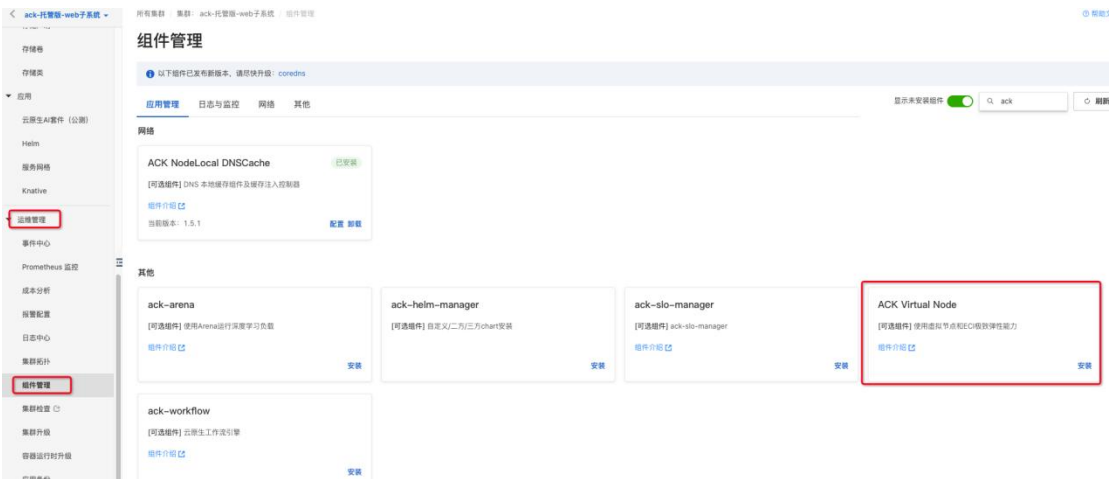 ack-托管版-web子系统
存储卷
存储类
应用
云原生AI套件（公测）
Helm
服务网格
Knative
运维管理
事件中心
Prometheus 监控
成本分析
报警配置
日志中心
集群拓扑
组件管理
集群检查
集群升级
容器运行时升级
所有集群 / 集群：ack-托管版-web子系统 / 组件管理
组件管理
以下组件已发布新版本，请尽快升级：coredns
应用管理 日志与监控 网络 其他
显示未安装组件 ack 刷新
网络
ACK NodeLocal DNSCache 已安装
[可选组件] DNS 本地缓存组件及缓存注入控制器
组件介绍
当前版本：1.5.1 配置 卸载
其他
ack-arena
[可选组件] 使用Arena运行深度学习负载
组件介绍
安装
ack-helm-manager
[可选组件] 自定义/二方/三方chart安装
安装
ack-slo-manager
[可选组件] ack-slo-manager
组件介绍
安装
ACK Virtual Node
[可选组件] 使用虚拟节点和ECI极致弹性能力
组件介绍
安装
ack-workflow
[可选组件] 云原生工作流引擎
组件介绍
安装